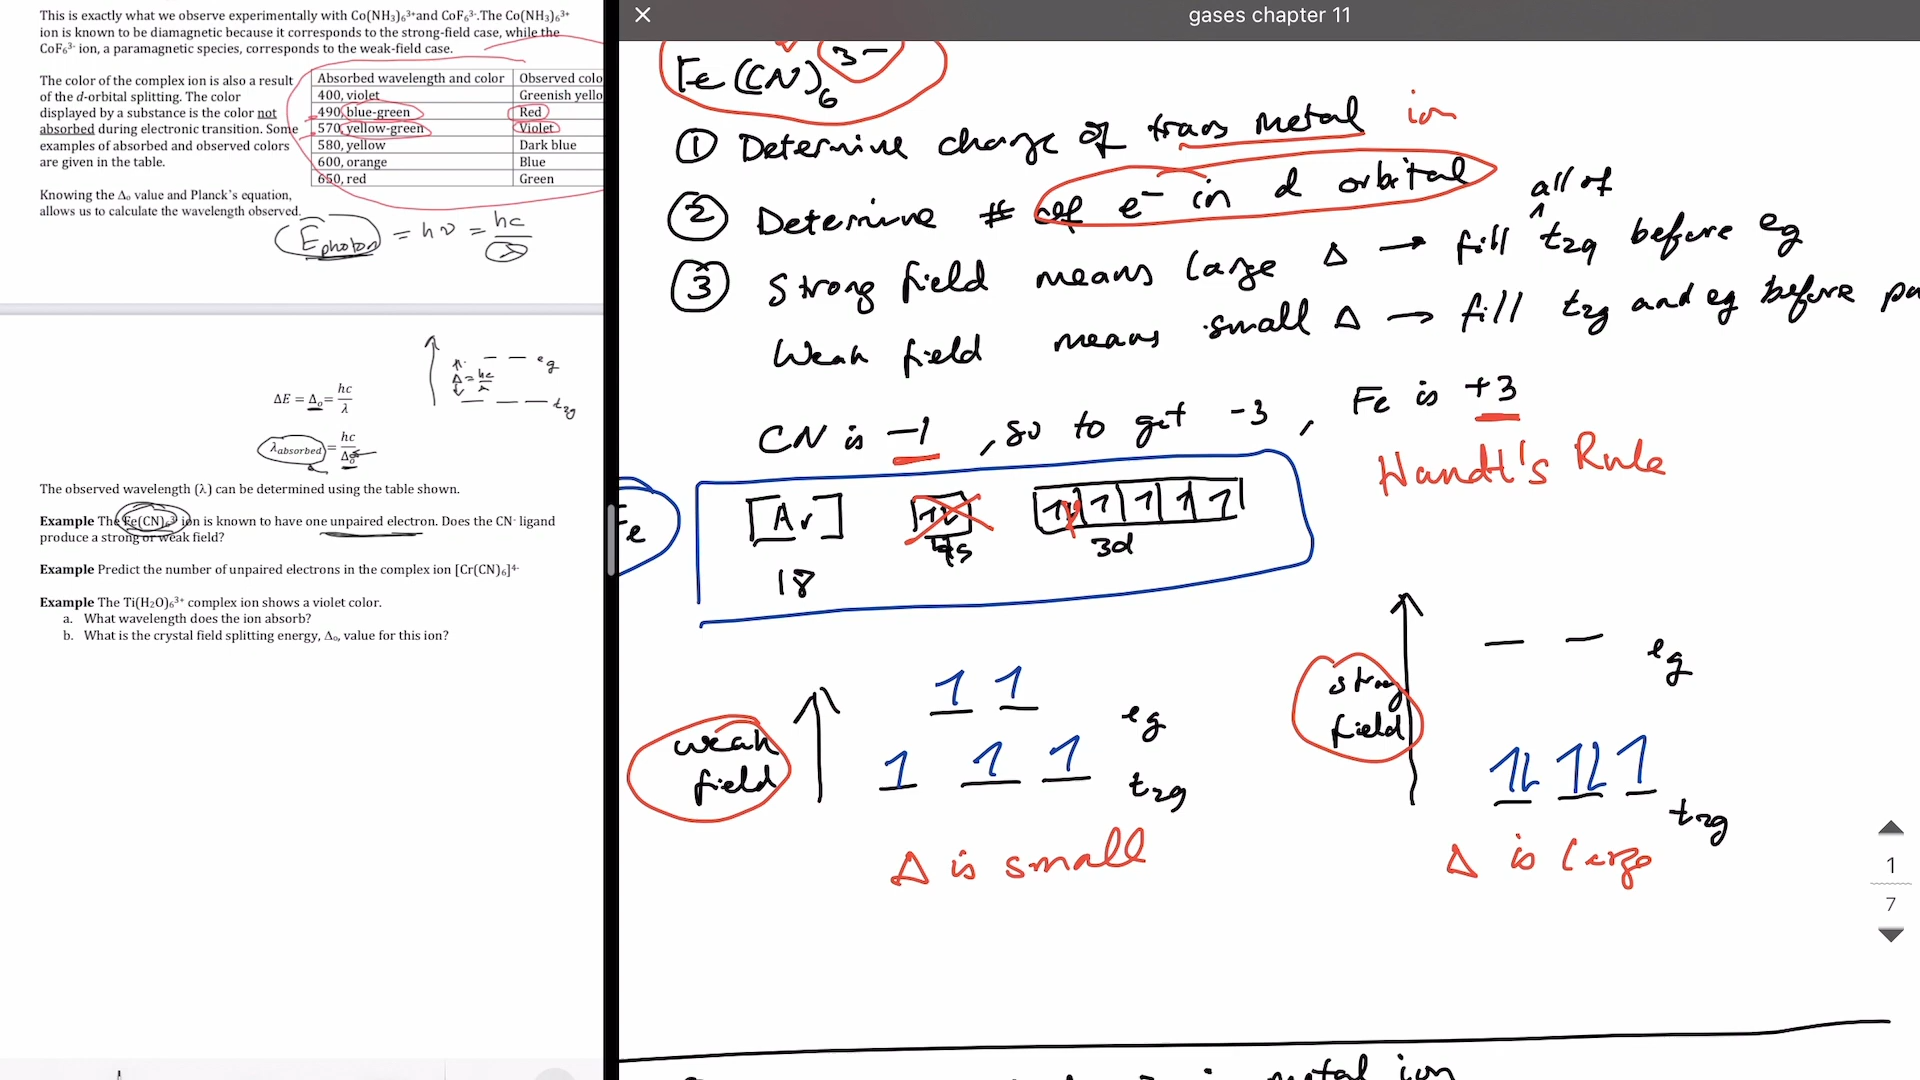 This is exactly what we observe experimentally with Co(NH₃)₆³⁺and CoF₆³⁻.The Co(NH₃)₆³⁺
ion is known to be diamagnetic because it corresponds to the strong-field case, while the
CoF₆³⁻ ion, a paramagnetic species, corresponds to the weak-field case.
The color of the complex ion is also a result
of the d-orbital splitting. The color
displayed by a substance is the color not
absorbed during electronic transition. Some
examples of absorbed and observed colors
are given in the table.
Absorbed wavelength and color Observed colo
400, violet Greenish yello
490, blue-green Red
570, yellow-green Violet
580, yellow Dark blue
600, orange Blue
650, red Green
Knowing the Δₒ value and Planck's equation,
allows us to calculate the wavelength observed.
E photon = hν = hc/λ
Δ = hc/λ
eg
t2g
ΔE = Δₒ = hc/λ
λabsorbed = hc/Δₒ
The observed wavelength (λ) can be determined using the table shown.
Example The Fe(CN)₆³⁻ ion is known to have one unpaired electron. Does the CN⁻ ligand
produce a strong or weak field?
Example Predict the number of unpaired electrons in the complex ion [Cr(CN)₆]⁴⁻
Example The Ti(H₂O)₆³⁺ complex ion shows a violet color.
a. What wavelength does the ion absorb?
b. What is the crystal field splitting energy, Δₒ, value for this ion?
gases chapter 11
Fe(CN)₆ 3−
① Determine charge of trans metal ion
② Determine # of e⁻ in d orbital
③ Strong field means large Δ → fill all of t2g before eg
Weak field means small Δ → fill t2g and eg before pa
CN is −1, so to get -3, Fe is +3
Handt's Rule
Fe [Ar] 4s 3d
18
weak field
eg
t2g
Δ is small
strong field
eg
t2g
Δ is large
1
7
metal ion